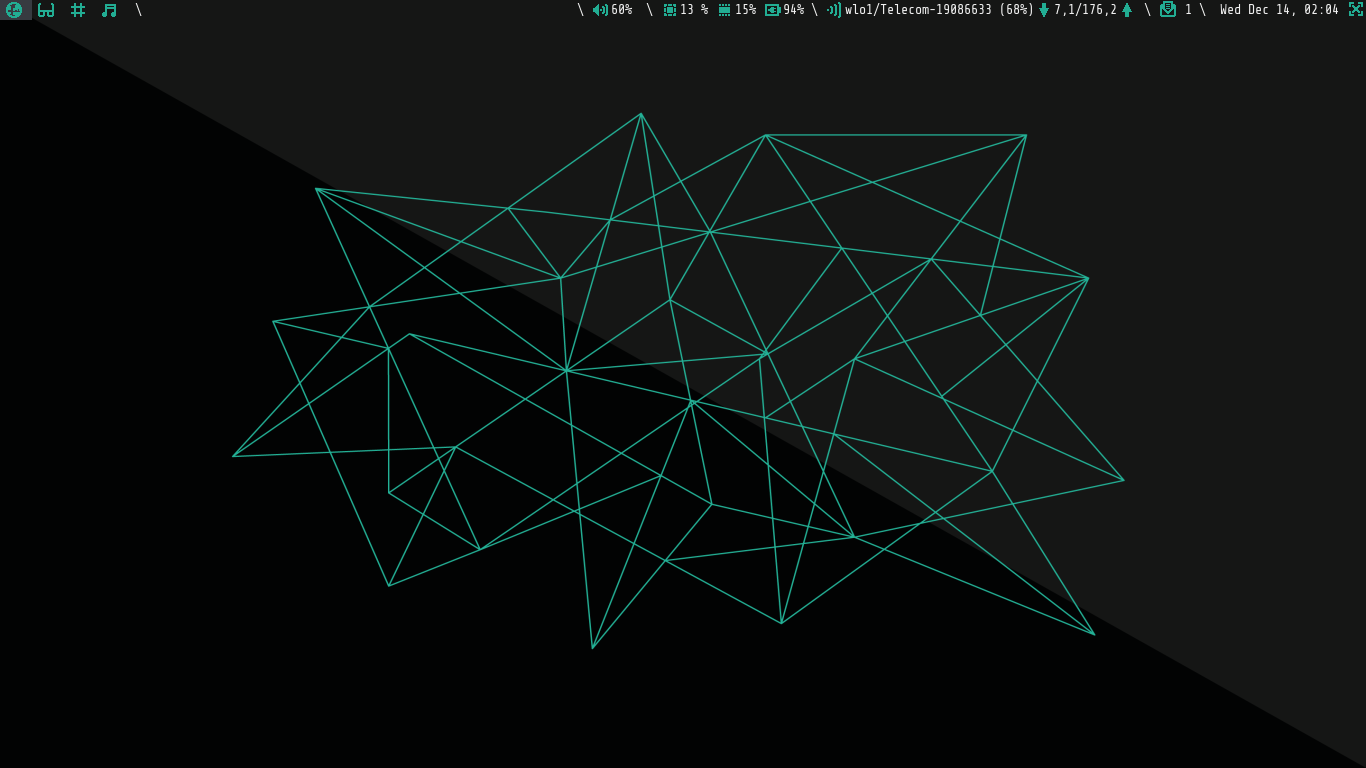 \ \ 60% \ 13 % 15% 94% \ wlo1/Telecom-19086633 (68%) 7,1/176,2 \ 1 \ Wed Dec 14, 02:04